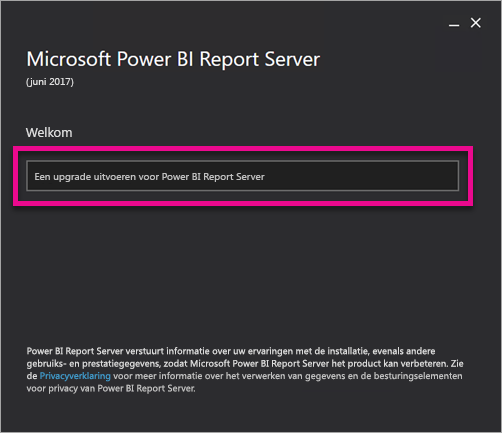 Microsoft Power BI Report Server
(juni 2017)
Welkom
Een upgrade uitvoeren voor Power BI Report Server
Power BI Report Server verstuurt informatie over uw ervaringen met de installatie, evenals andere
gebruiks- en prestatiegegevens, zodat Microsoft Power BI Report Server het product kan verbeteren. Zie
de Privacyverklaring voor meer informatie over het verwerken van gegevens en de besturingselementen
voor privacy van Power BI Report Server.